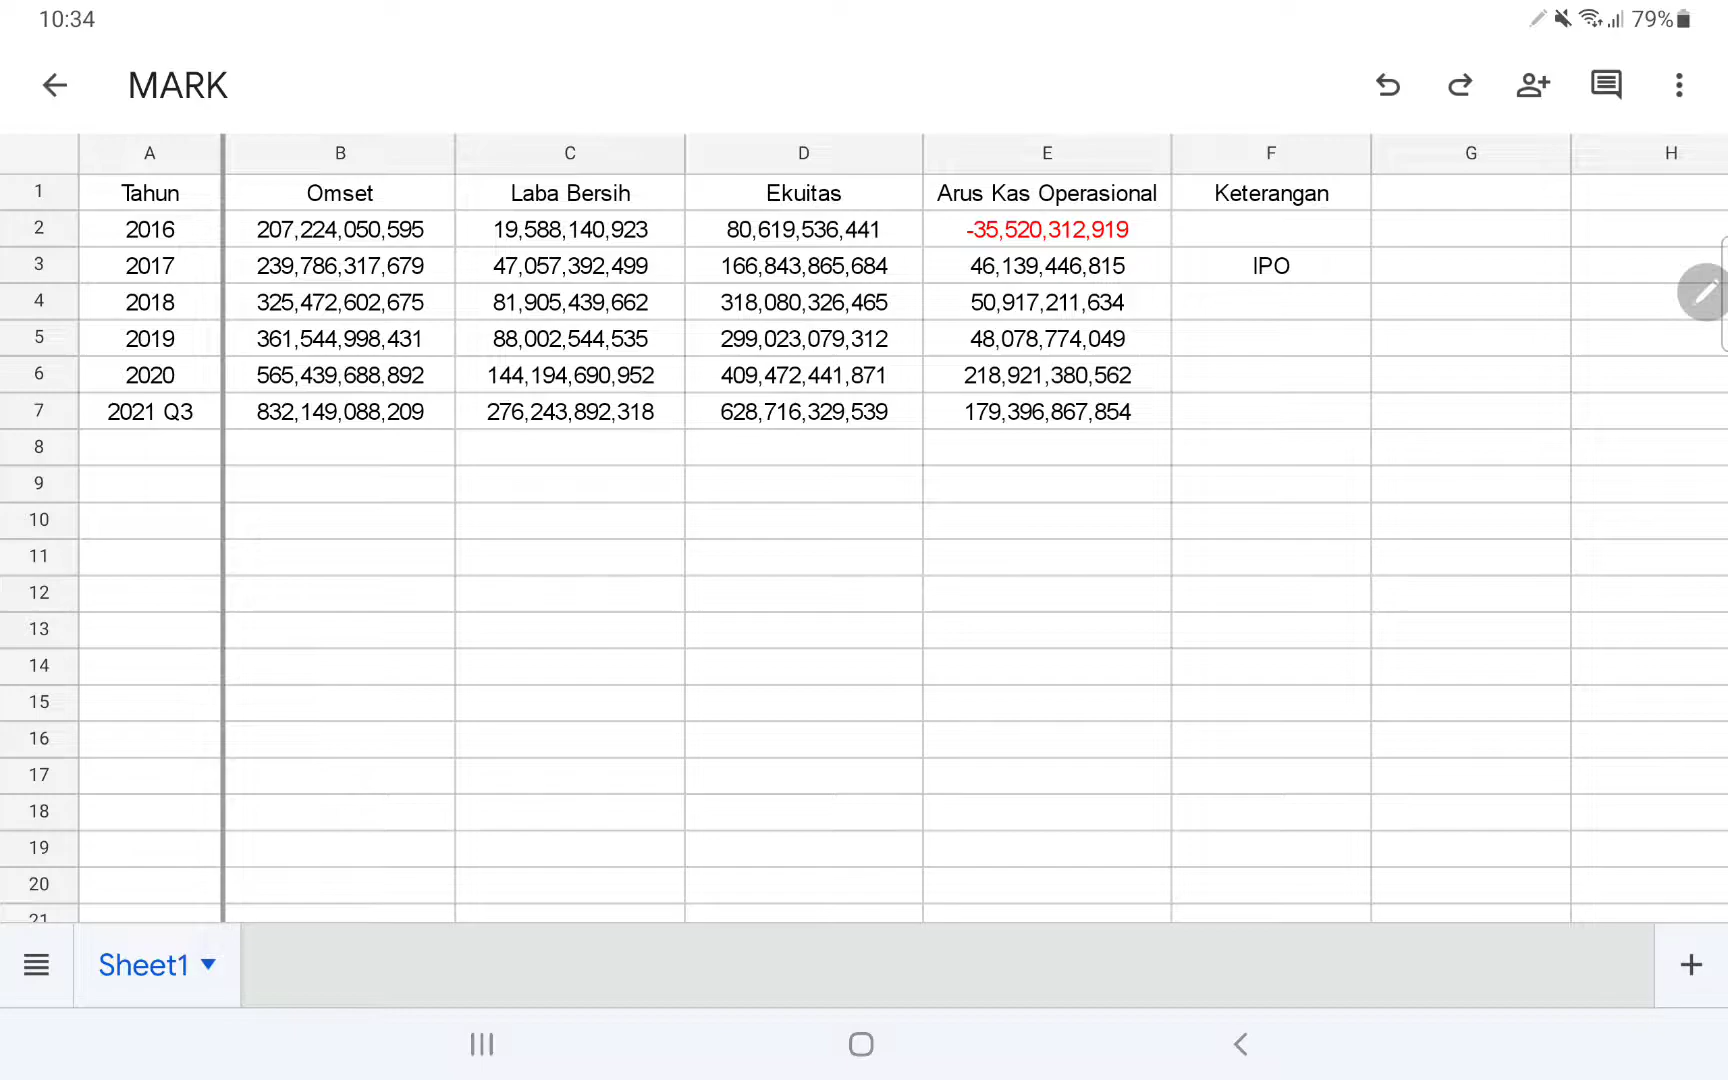 10:34 79%
MARK
A B C D E F G H
1 Tahun Omset Laba Bersih Ekuitas Arus Kas Operasional Keterangan
2 2016 207,224,050,595 19,588,140,923 80,619,536,441 -35,520,312,919
3 2017 239,786,317,679 47,057,392,499 166,843,865,684 46,139,446,815 IPO
4 2018 325,472,602,675 81,905,439,662 318,080,326,465 50,917,211,634
5 2019 361,544,998,431 88,002,544,535 299,023,079,312 48,078,774,049
6 2020 565,439,688,892 144,194,690,952 409,472,441,871 218,921,380,562
7 2021 Q3 832,149,088,209 276,243,892,318 628,716,329,539 179,396,867,854
8
9
10
11
12
13
14
15
16
17
18
19
20
21
Sheet1